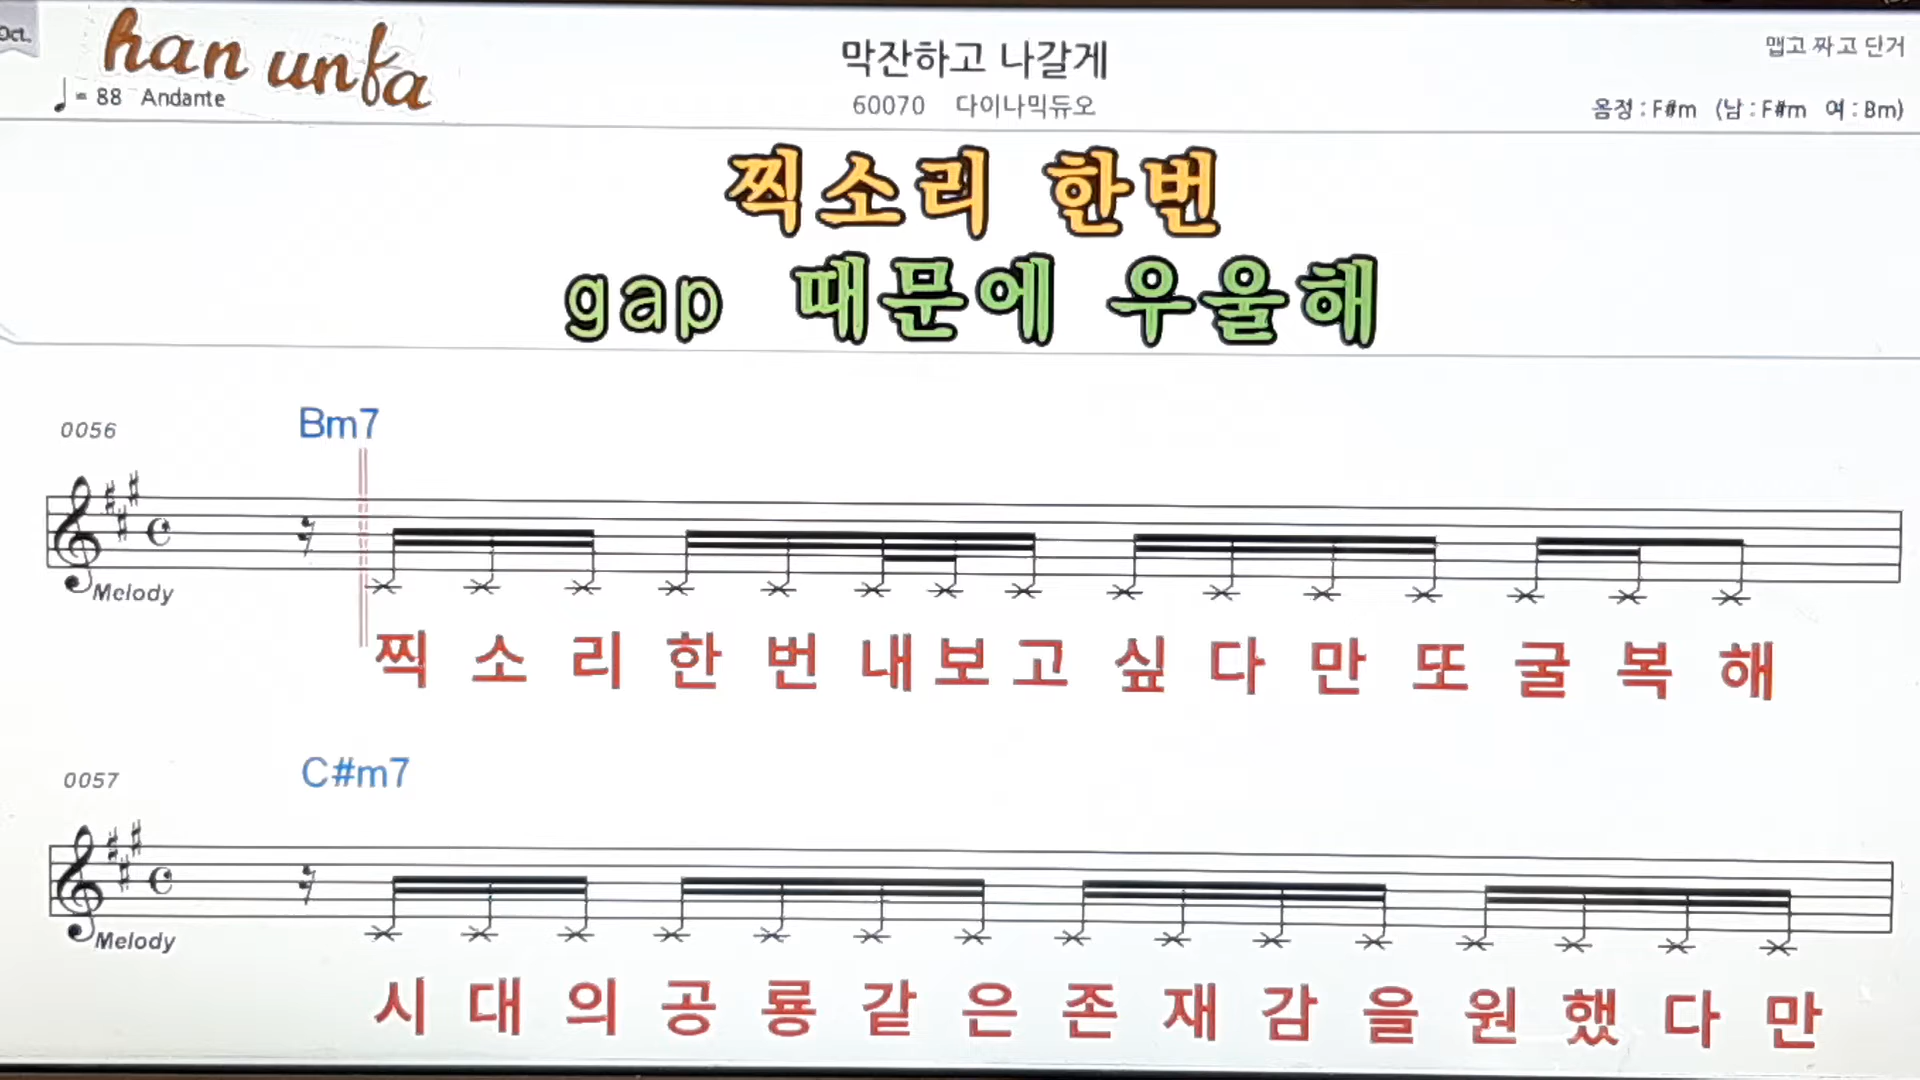 Oct.
han unfa
♩= 88 Andante
막잔하고 나갈게
60070 다이나믹듀오
맵고 짜고 단거
음정 : F#m (남 : F#m 여 : Bm)
찍소리 한번
gap 때문에 우울해
0056
Bm7
Melody
찍 소 리 한 번 내 보 고 싶 다 만 또 굴 복 해
0057
C#m7
Melody
시 대 의 공 룡 같 은 존 재 감 을 원 했 다 만